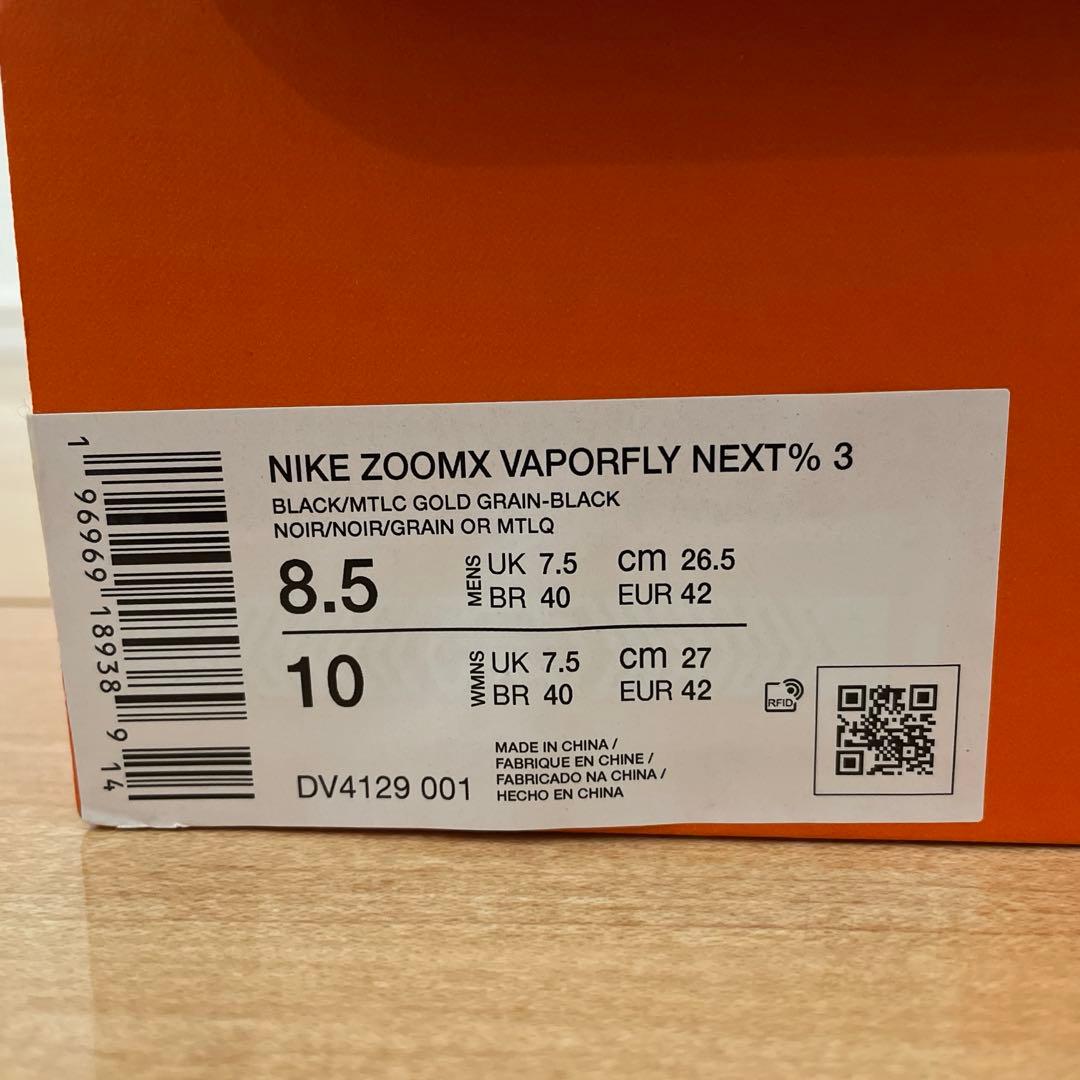 NIKE ZOOMX VAPORFLY NEXT% 3
BLACK/MTLC GOLD GRAIN-BLACK
NOIR/NOIR/GRAIN OR MTLQ
8.5 MENS UK 7.5 cm 26.5
BR 40 EUR 42
10 WMNS UK 7.5 cm 27
BR 40 EUR 42
RFID
MADE IN CHINA /
FABRIQUE EN CHINE /
FABRICADO NA CHINA /
HECHO EN CHINA
DV4129 001
1 96969 18938 9 14